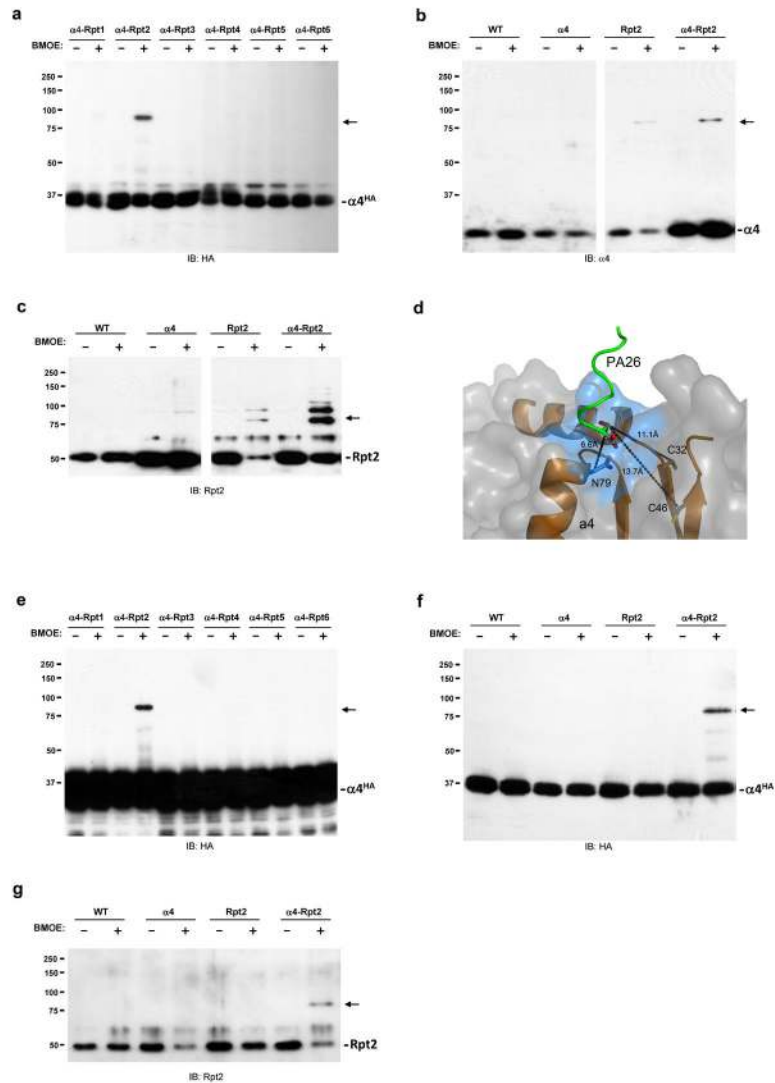 a
α4-Rpt1 α4-Rpt2 α4-Rpt3 α4-Rpt4 α4-Rpt5 α4-Rpt6
BMOE: – + – + – + – + – + – +
250
150
100
75
50
37
-α4HA
IB: HA
b
WT α4 Rpt2 α4-Rpt2
BMOE: – + – + – + – +
250
150
100
75
50
37
-α4
IB: α4
c
WT α4 Rpt2 α4-Rpt2
BMOE: – + – + – + – +
250
150
100
75
50
-Rpt2
IB: Rpt2
d
PA26
11.1Å
6.6Å
C32
13.7Å
N79
C46
a4
e
α4-Rpt1 α4-Rpt2 α4-Rpt3 α4-Rpt4 α4-Rpt5 α4-Rpt6
BMOE: – + – + – + – + – + – +
250
150
100
75
50
37
-α4HA
IB: HA
f
WT α4 Rpt2 α4-Rpt2
BMOE: – + – + – + – +
250
150
100
75
50
37
-α4HA
IB: HA
g
WT α4 Rpt2 α4-Rpt2
BMOE: – + – + – + – +
250
150
100
75
50
-Rpt2
IB: Rpt2